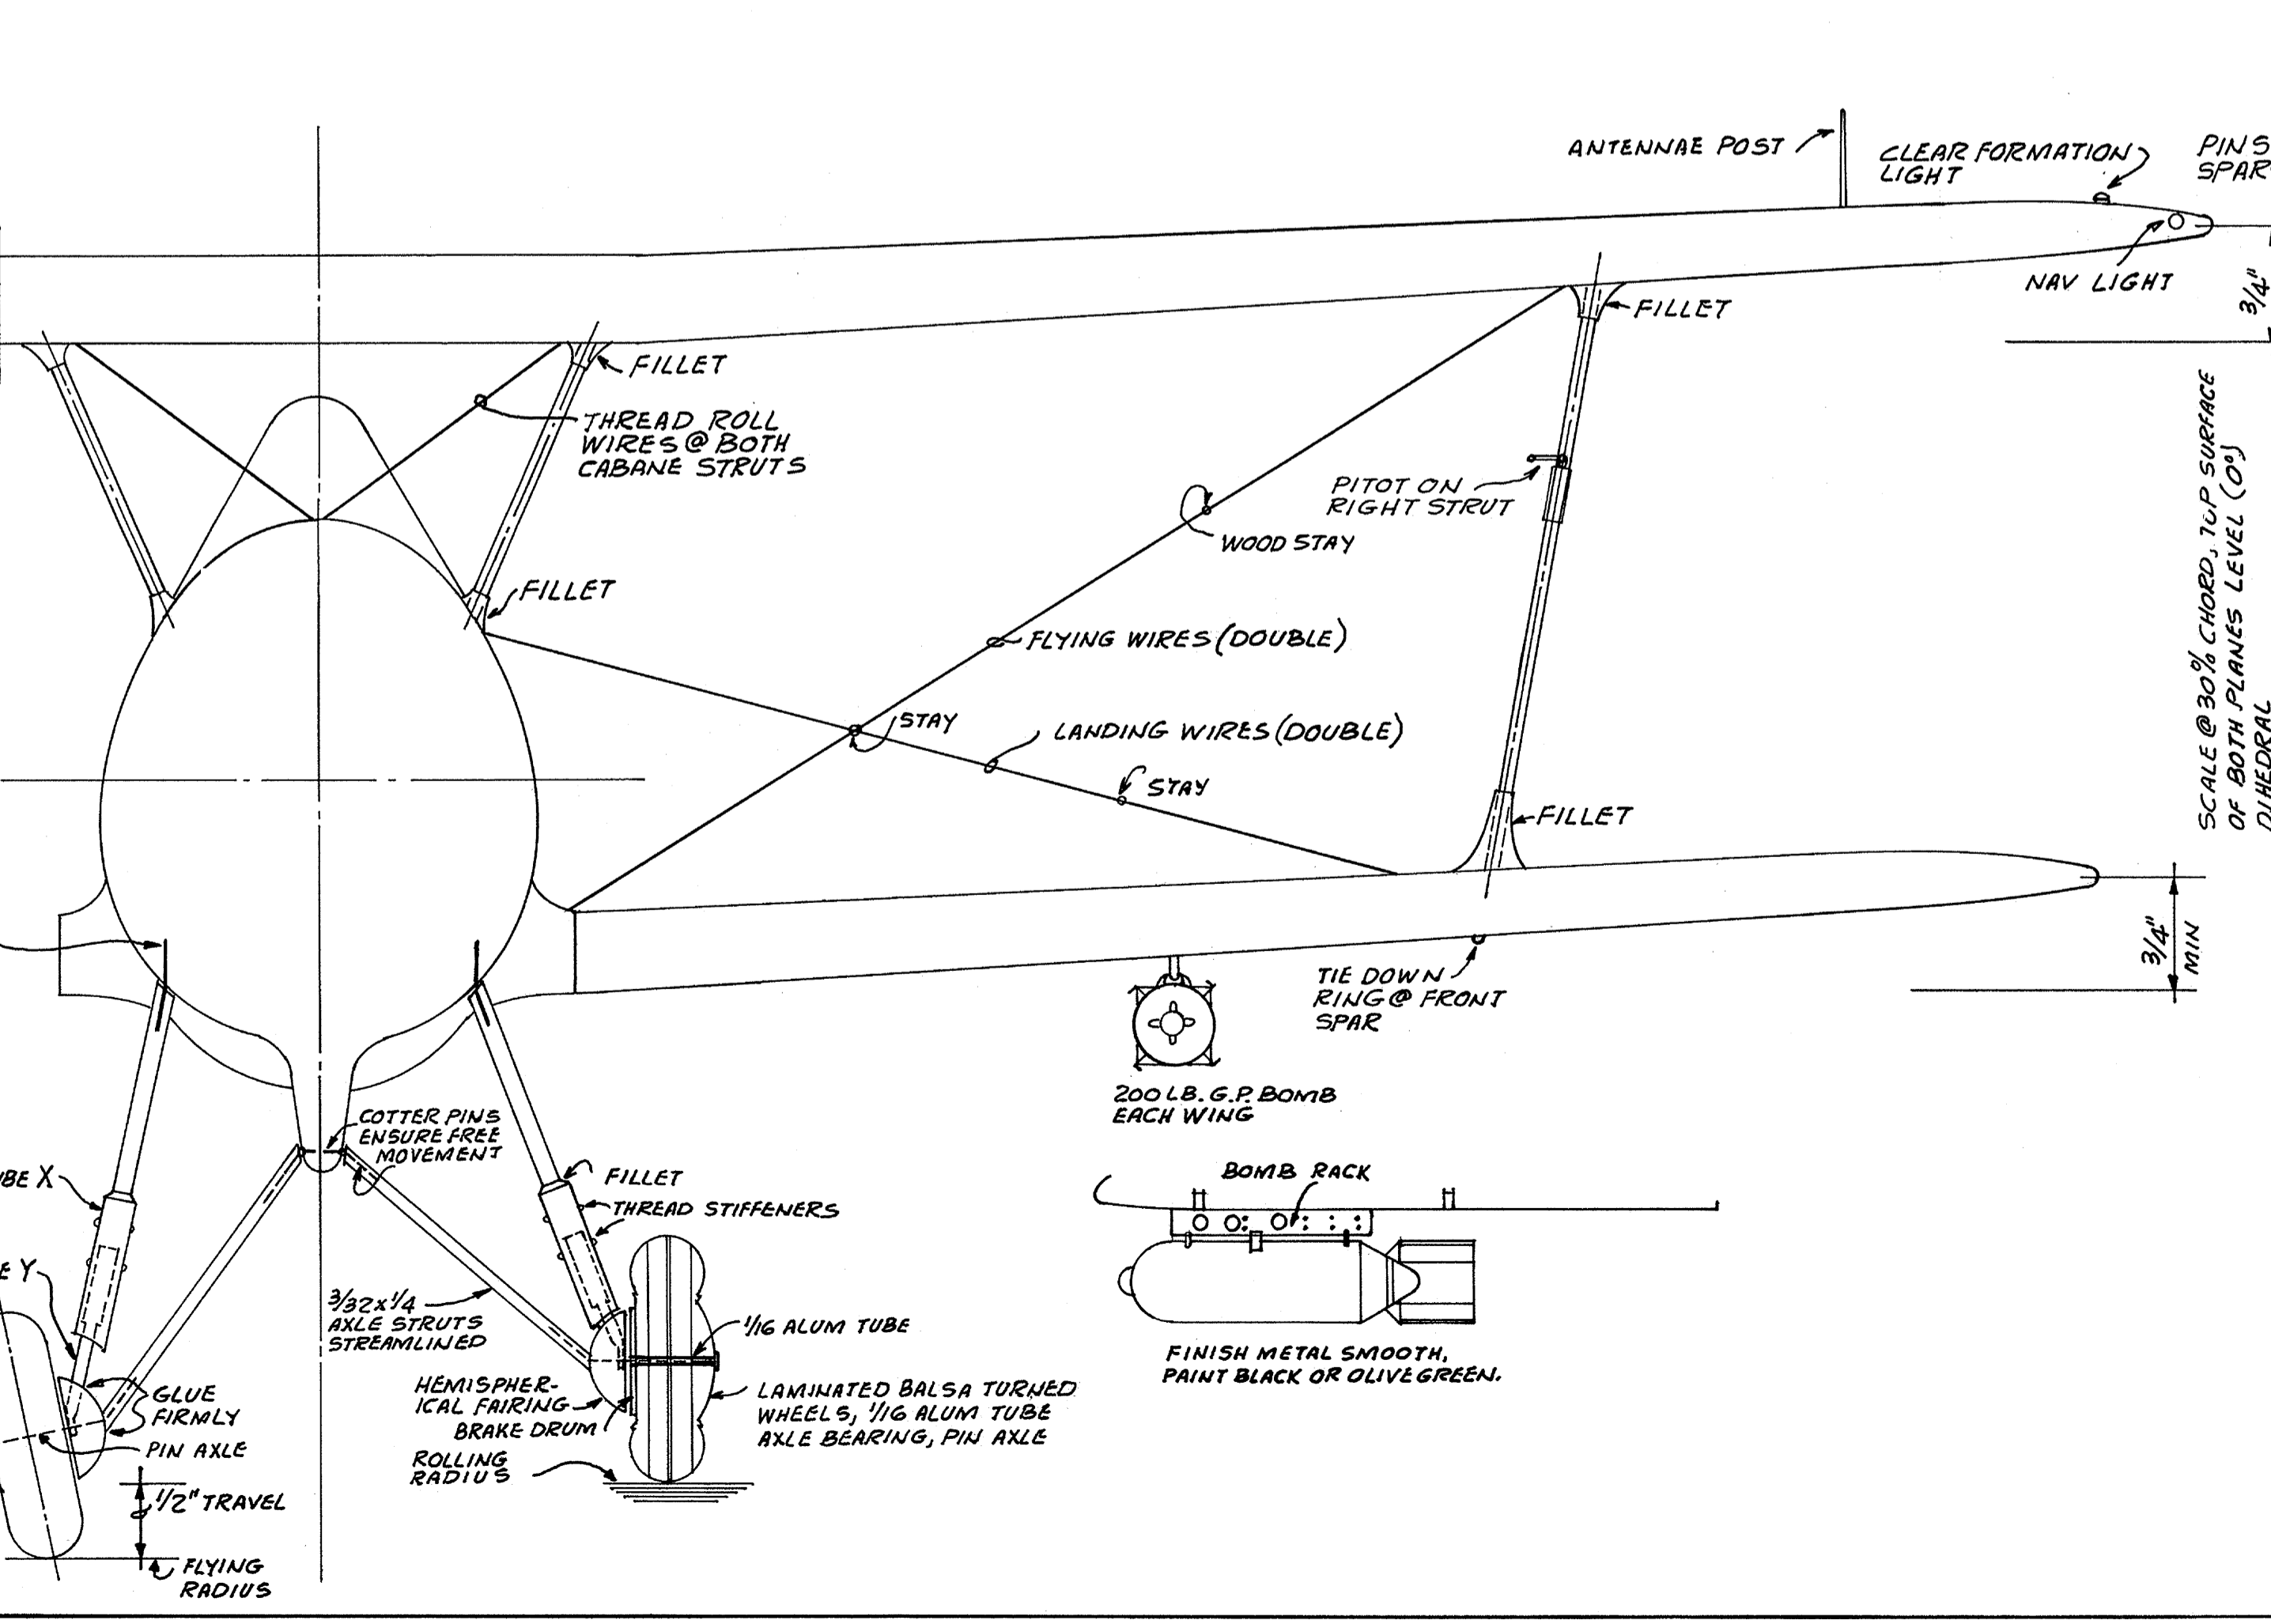 ANTENNAE POST
CLEAR FORMATION
LIGHT
PINS
SPAR
NAV LIGHT
3/4"
FILLET
FILLET
THREAD ROLL
WIRES @ BOTH
CABANE STRUTS
PITOT ON
RIGHT STRUT
WOOD STAY
SCALE @ 30% CHORD, TOP SURFACE
OF BOTH PLANES LEVEL (0°)
DIHEDRAL
FILLET
FLYING WIRES (DOUBLE)
STAY
LANDING WIRES (DOUBLE)
STAY
FILLET
3/4"
MIN
TIE DOWN
RING @ FRONT
SPAR
200 LB. G.P. BOMB
EACH WING
COTTER PINS
ENSURE FREE
MOVEMENT
BE X
FILLET
THREAD STIFFENERS
BOMB RACK
E Y
3/32 x 1/4
AXLE STRUTS
STREAMLINED
1/16 ALUM TUBE
FINISH METAL SMOOTH,
PAINT BLACK OR OLIVE GREEN.
GLUE
FIRMLY
PIN AXLE
HEMISPHER-
ICAL FAIRING
BRAKE DRUM
LAMINATED BALSA TURNED
WHEELS, 1/16 ALUM TUBE
AXLE BEARING, PIN AXLE
ROLLING
RADIUS
1/2" TRAVEL
FLYING
RADIUS